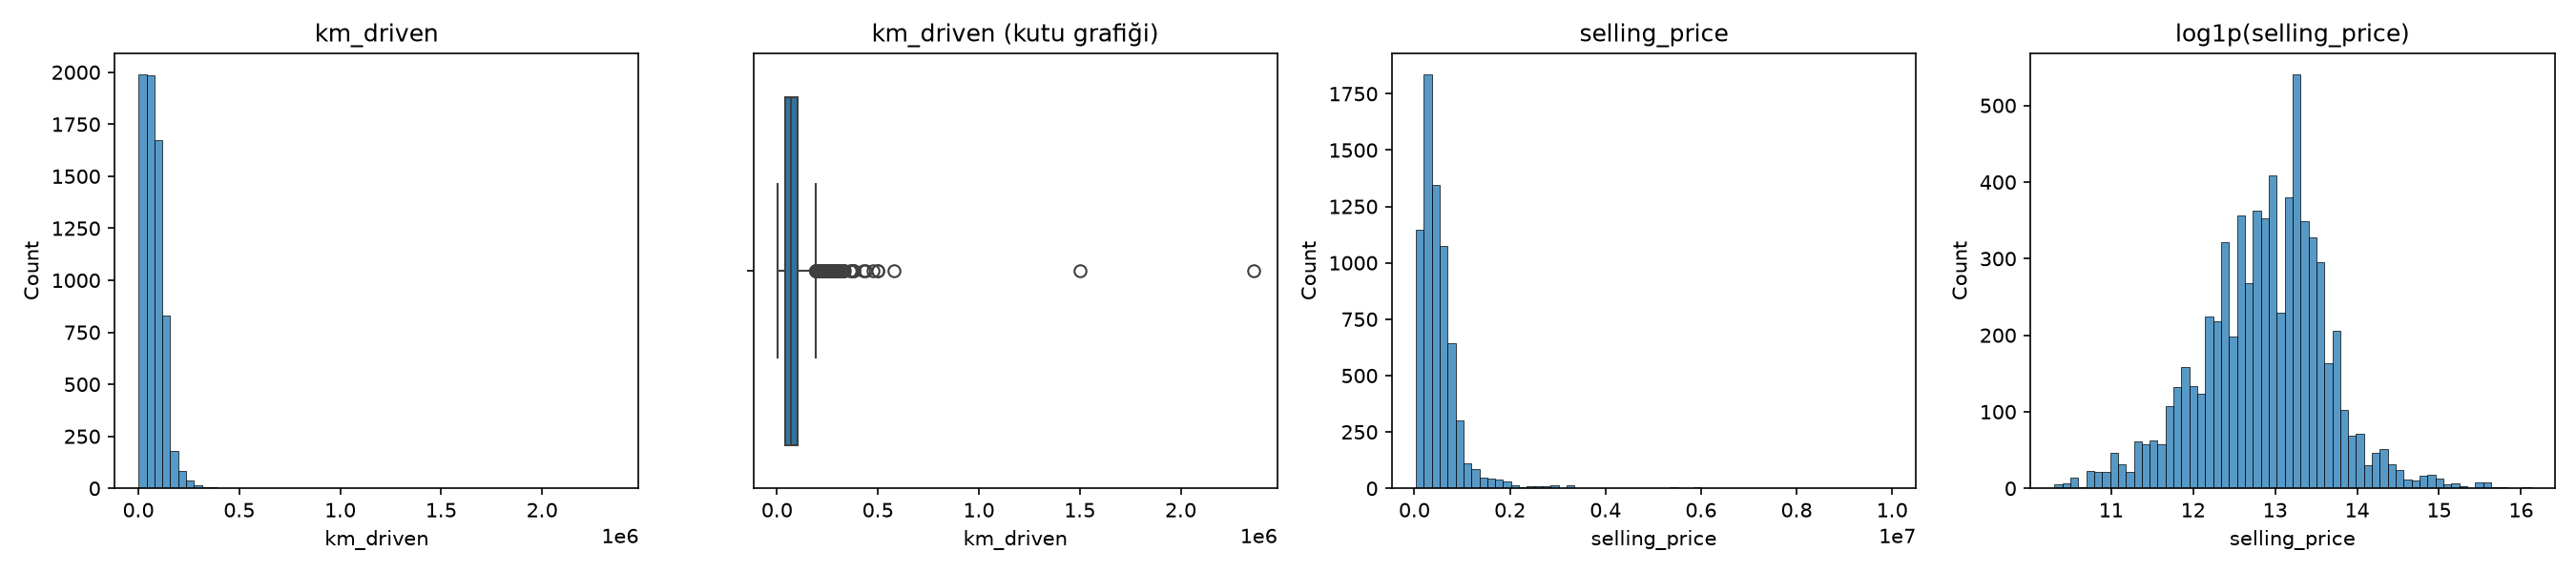 km_driven
2000
1750
1500
1250
1000
750
500
250
0
Count
0.0 0.5 1.0 1.5 2.0
1e6
km_driven
km_driven (kutu grafiği)
0.0 0.5 1.0 1.5 2.0
1e6
km_driven
selling_price
1750
1500
1250
1000
750
500
250
0
Count
0.0 0.2 0.4 0.6 0.8 1.0
1e7
selling_price
log1p(selling_price)
500
400
300
200
100
0
Count
11 12 13 14 15 16
selling_price